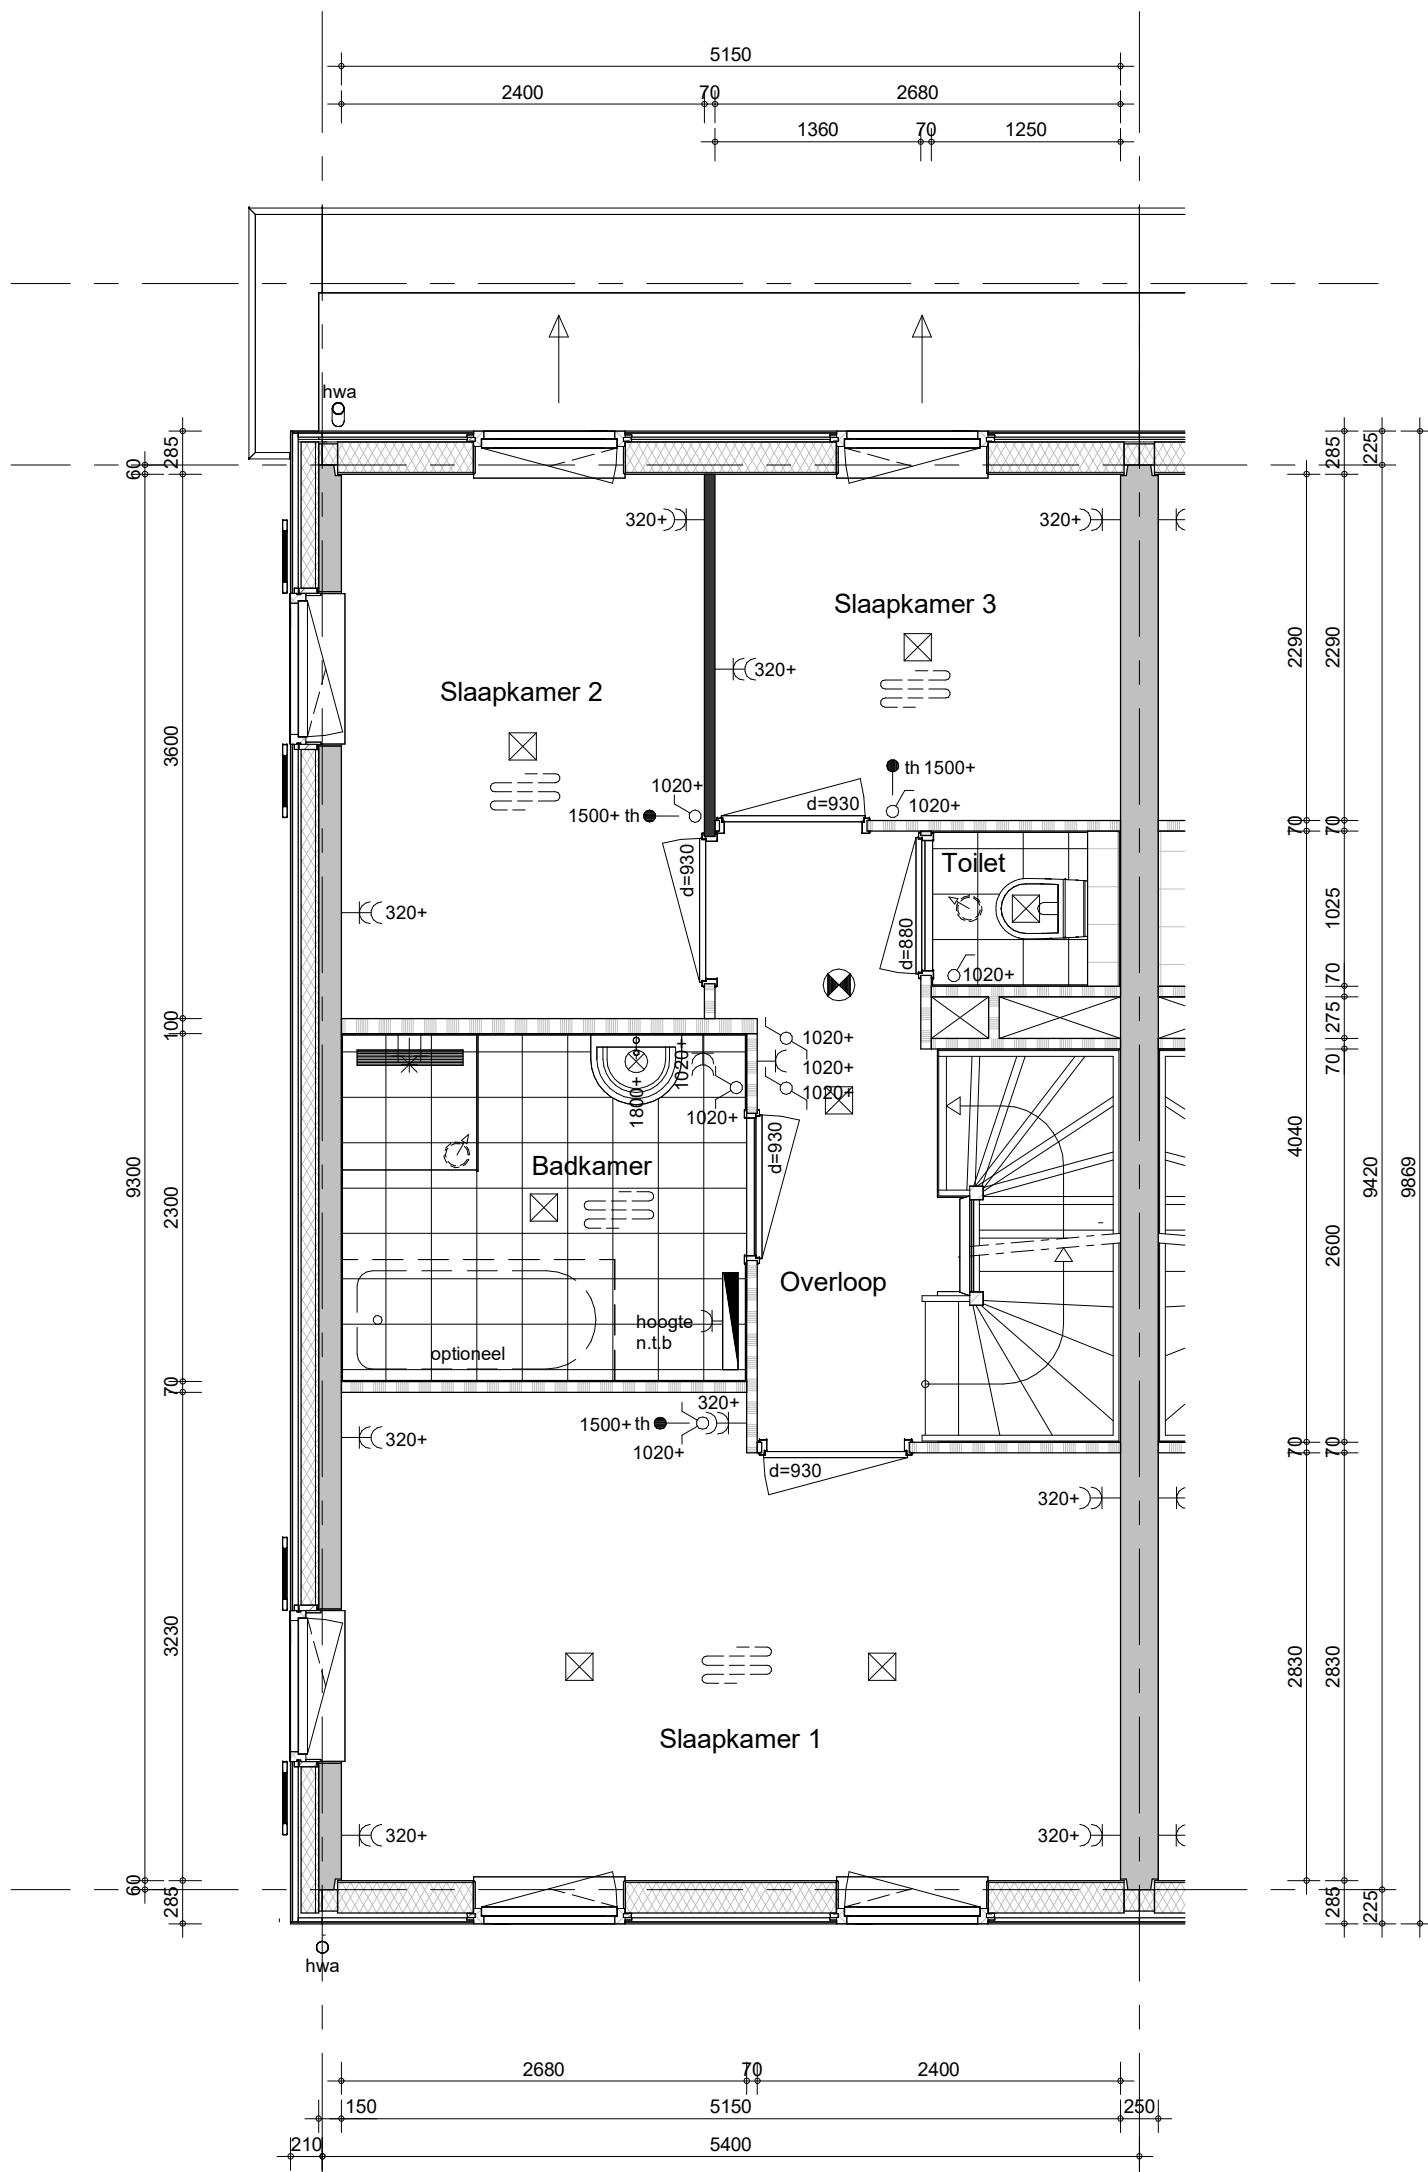 5150
2400 70 2680
1360 70 1250
hwa
285
60
285
225
320+
320+
Slaapkamer 3
2290
2290
320+
Slaapkamer 2
3600
th 1500+
1020+
1020+
d=930
1500+ th
70
70
d=930
Toilet
320+
1025
d=880
1020+
70
100
275
1020+
1020+
1020+
1020+
70
1800+
1020+
d=930
4040
9300
9420
9869
Badkamer
2300
2600
Overloop
hoogte
n.t.b
optioneel
70
320+
1500+ th
320+
1020+
70
70
d=930
320+
3230
2830
2830
Slaapkamer 1
320+
320+
60
285
285
225
hwa
2680 70 2400
150 5150 250
210 5400